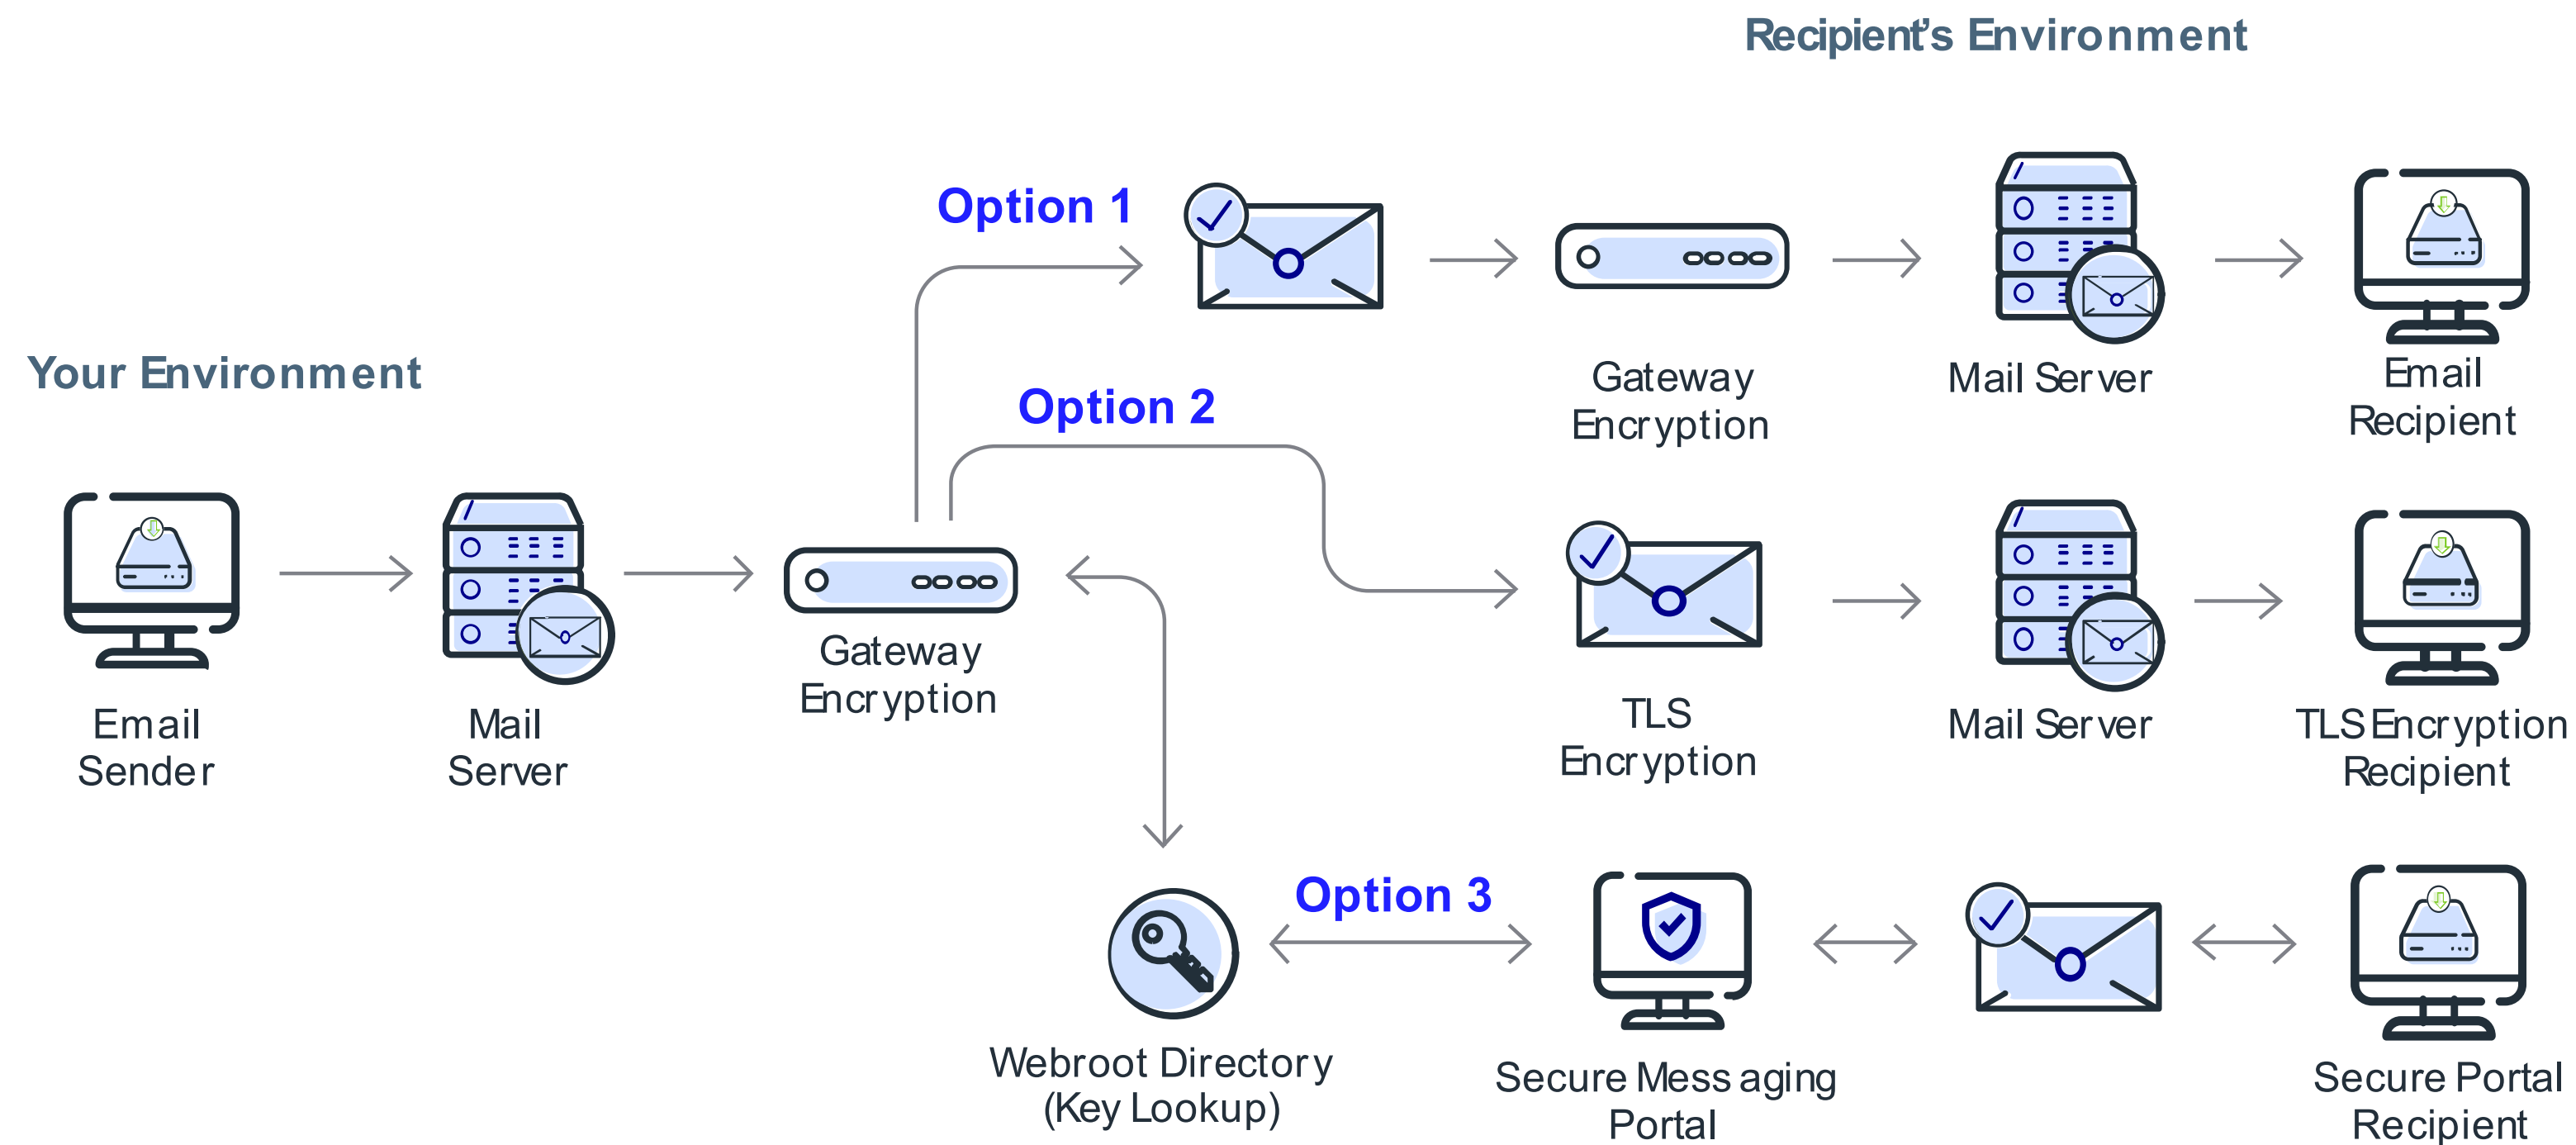 Recipient's Environment
Option 1
Your Environment
Gateway
Encryption
Mail Server
Email
Recipient
Option 2
Email
Sender
Mail
Server
Gateway
Encryption
TLS
Encryption
Mail Server
TLS Encryption
Recipient
Option 3
Webroot Directory
(Key Lookup)
Secure Messaging
Portal
Secure Portal
Recipient